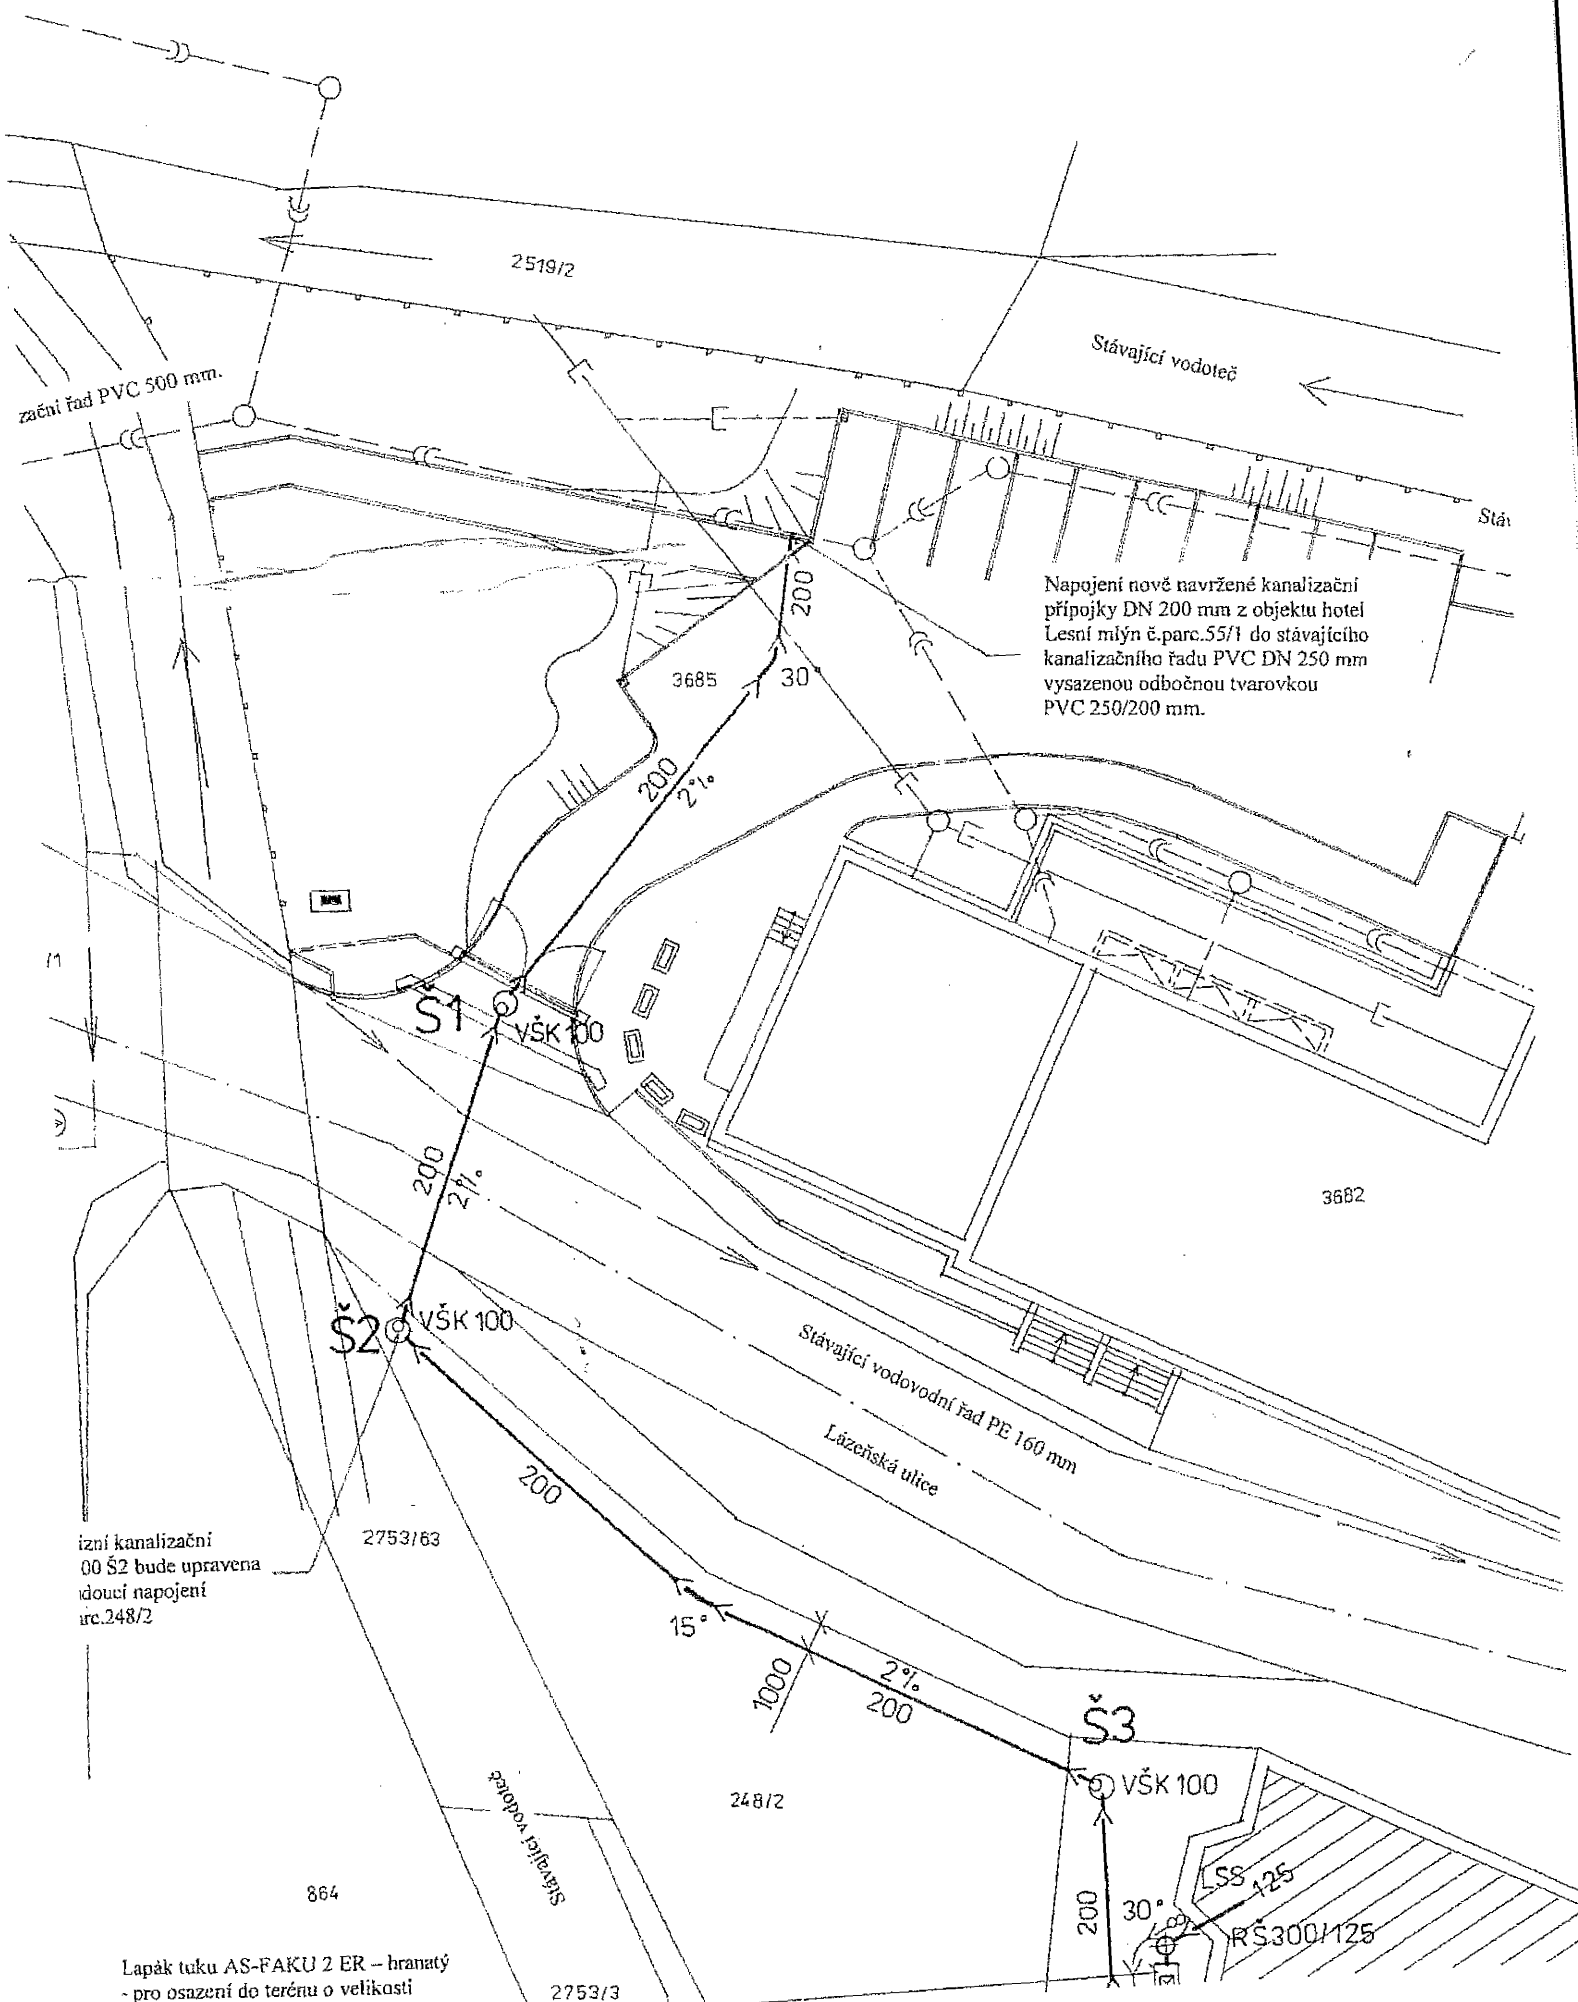 2519/2
Stávající vodoteč
zační řad PVC 500 mm.
Stáv
Napojení nově navržené kanalizační
přípojky DN 200 mm z objektu hotel
Lesní mlýn č.parc.55/1 do stávajícího
kanalizačního řadu PVC DN 250 mm
vysazenou odbočnou tvarovkou
PVC 250/200 mm.
200
3685
30°
200
2%
/1
Š1
VŠK 100
200
2%
3682
Š2
VŠK 100
Stávající vodovodní řad PE 160 mm
Lázeňská ulice
200
izní kanalizační
00 Š2 bude upravena
doucí napojení
arc.248/2
2753/63
15°
1000
2%
200
Š3
VŠK 100
248/2
Stávající vodoteč
864
LSS
125
200
30°
RŠ300/125
Lapák tuku AS-FAKU 2 ER – hranatý
- pro osazení do terénu o velikosti
2753/3